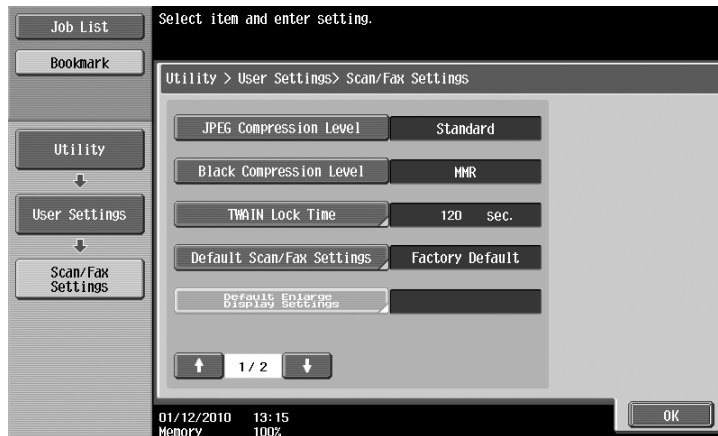 Job List
Select item and enter setting.
Bookmark
Utility > User Settings> Scan/Fax Settings
JPEG Compression Level Standard
Utility
Black Compression Level MMR
User Settings
TWAIN Lock Time 120 sec.
Default Scan/Fax Settings Factory Default
Scan/Fax
Settings
Default Enlarge
Display Settings
1/ 2
OK
01/12/2010 13:15
Memory 100%